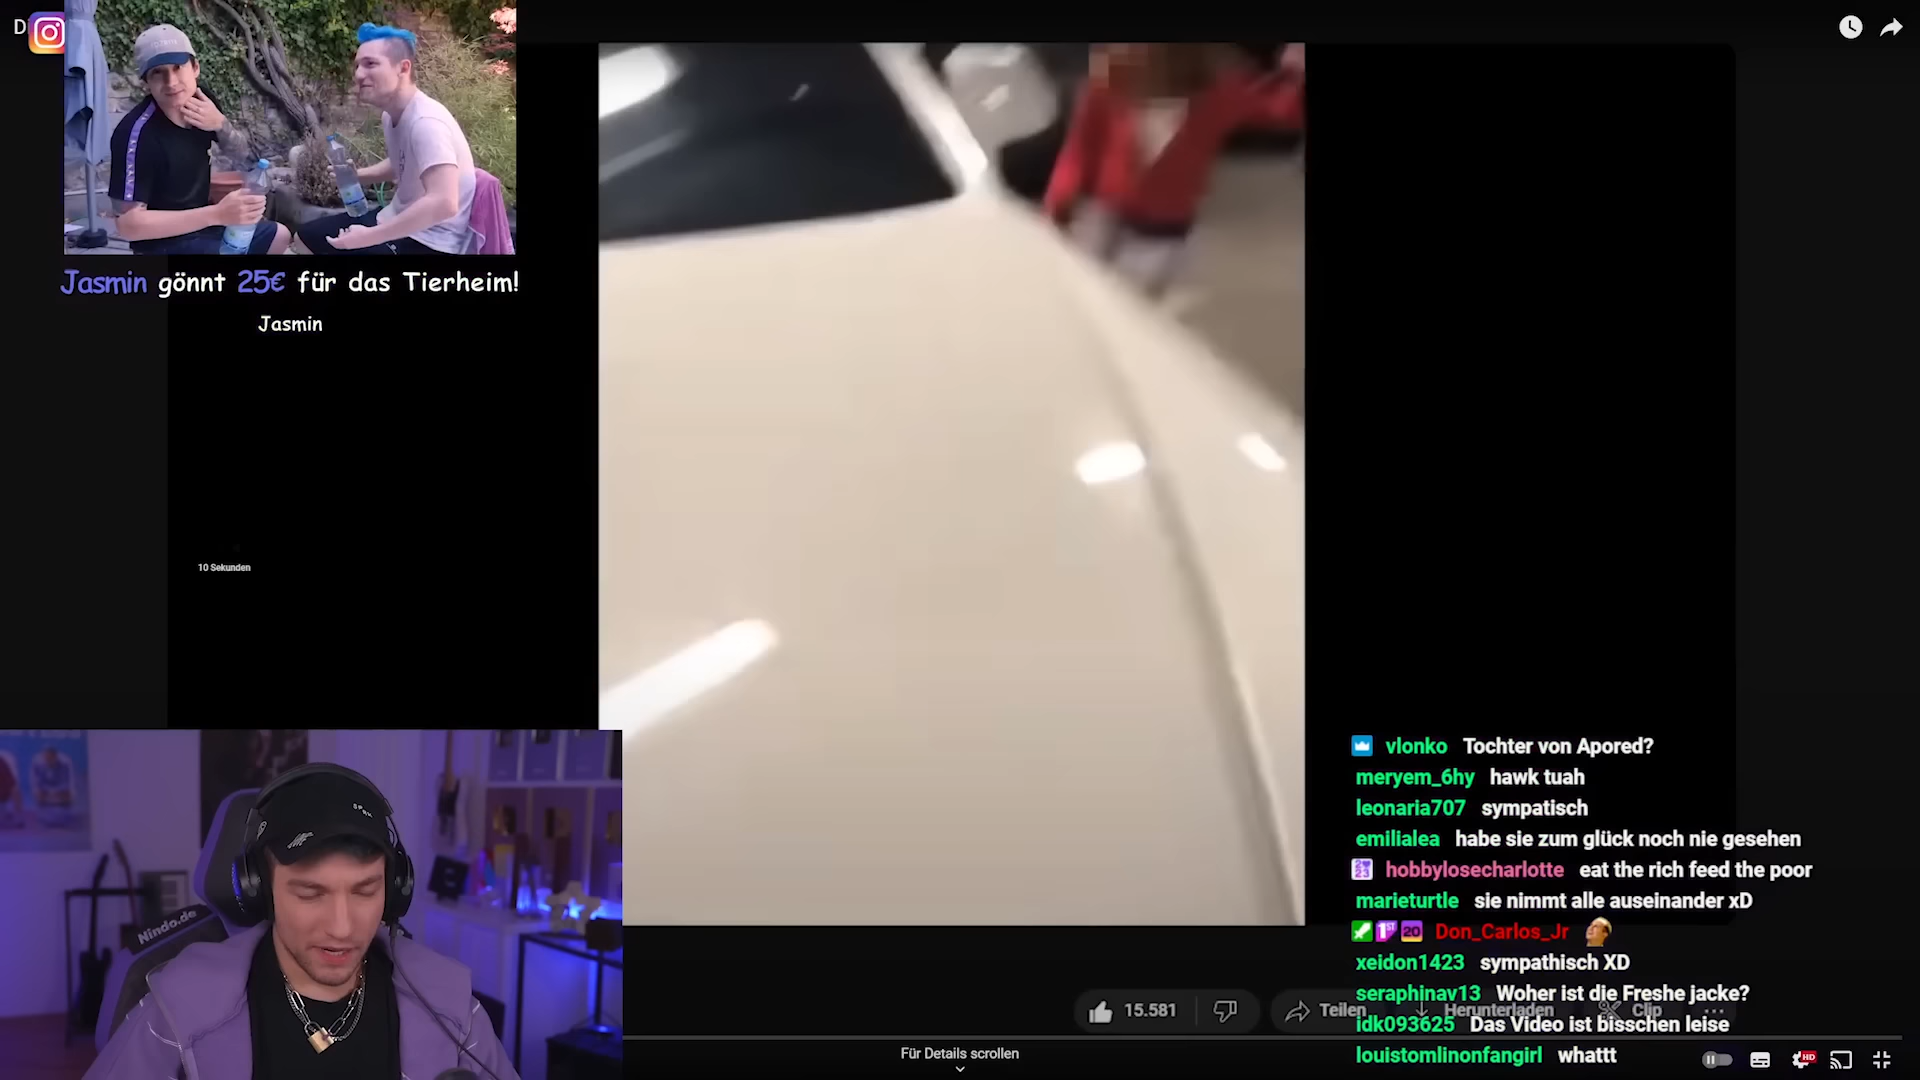 D
Jasmin gönnt 25€ für das Tierheim!
Jasmin
10 Sekunden
Nindo.de
vlonko Tochter von Apored?
meryem_6hy hawk tuah
leonaria707 sympatisch
emilialea habe sie zum glück noch nie gesehen
hobbylosecharlotte eat the rich feed the poor
marieturtle sie nimmt alle auseinander xD
1ST 20 Don_Carlos_Jr
xeidon1423 sympathisch XD
seraphinav13 Woher ist die Freshe jacke?
15.581 Teilen Herunterladen Clip
idk093625 Das Video ist bisschen leise
louistomlinonfangirl whattt
Für Details scrollen
HD